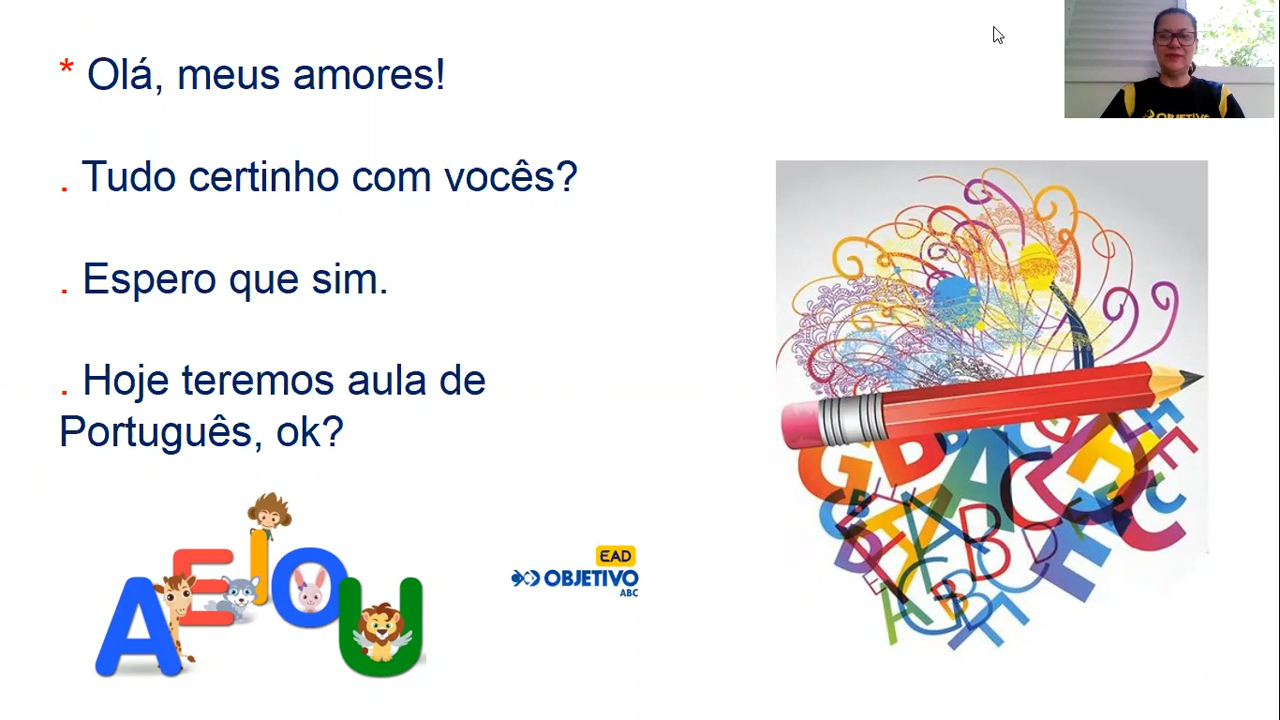 * Olá, meus amores!
. Tudo certinho com vocês?
. Espero que sim.
. Hoje teremos aula de
Português, ok?
AEIOU
EAD
OBJETIVO
ABC
OBJETIVO